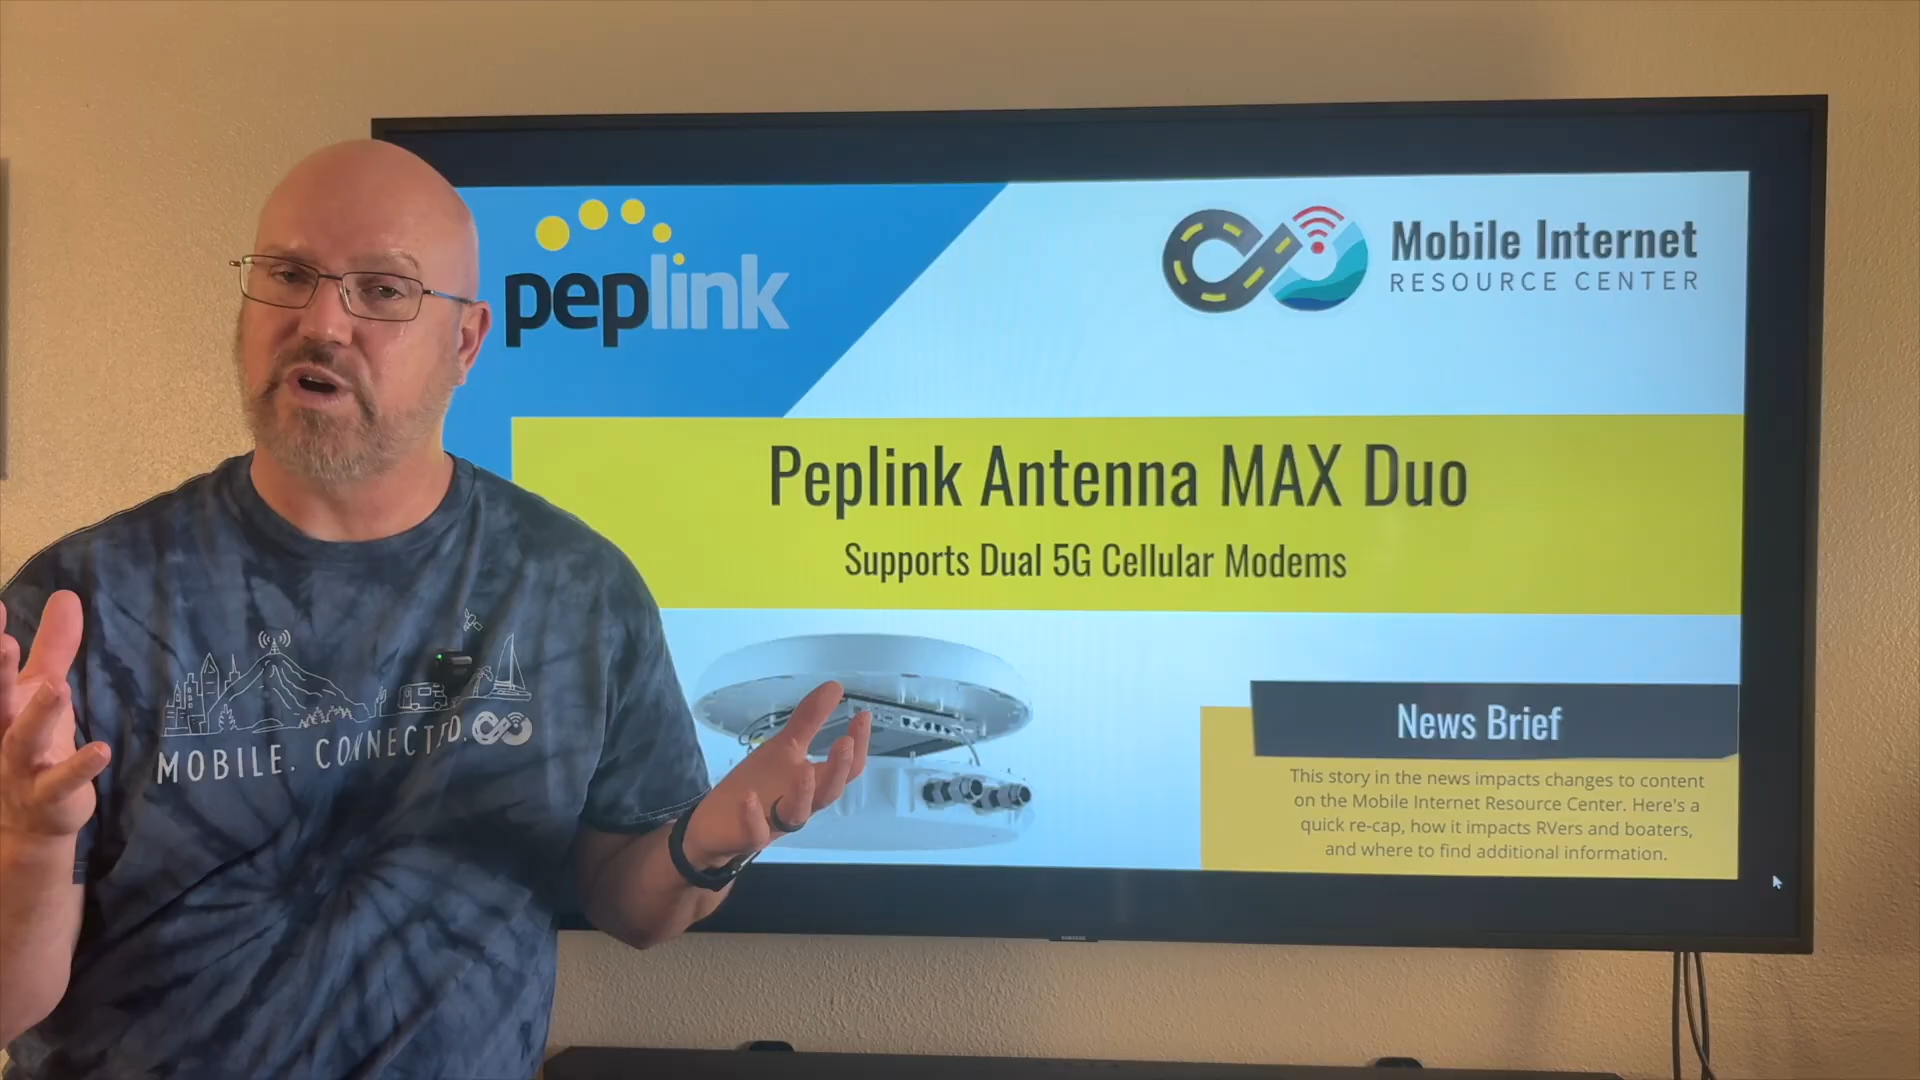 peplink
Mobile Internet
RESOURCE CENTER
Peplink Antenna MAX Duo
Supports Dual 5G Cellular Modems
News Brief
This story in the news impacts changes to content
on the Mobile Internet Resource Center. Here's a
quick re-cap, how it impacts RVers and boaters,
and where to find additional information.
MOBILE. CONNECTED.
SAMSUNG